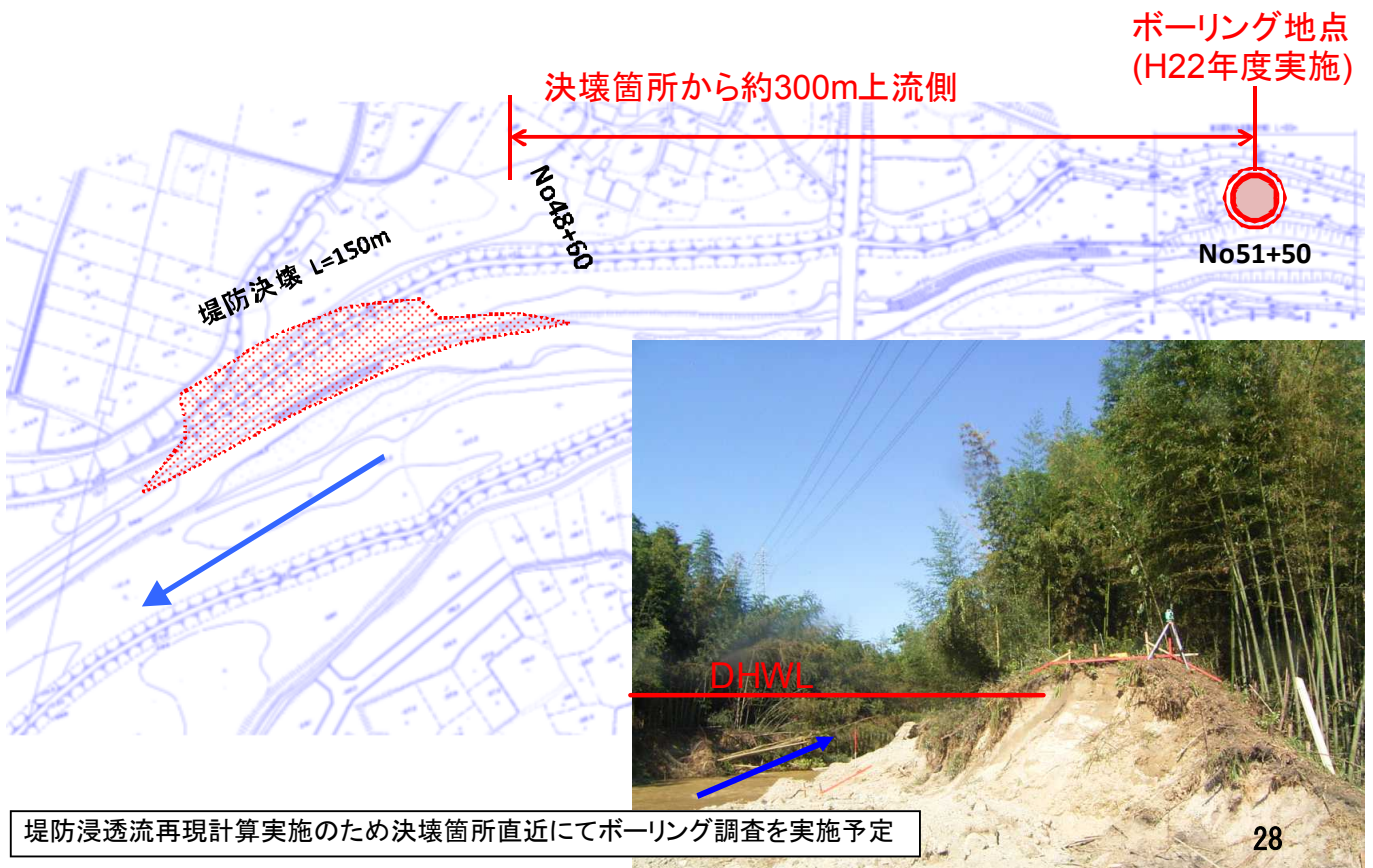 ボーリング地点
(H22年度実施)
決壊箇所から約300m上流側
No48+60
堤防決壊 L=150m
No51+50
DHWL
堤防浸透流再現計算実施のため決壊箇所直近にてボーリング調査を実施予定
28